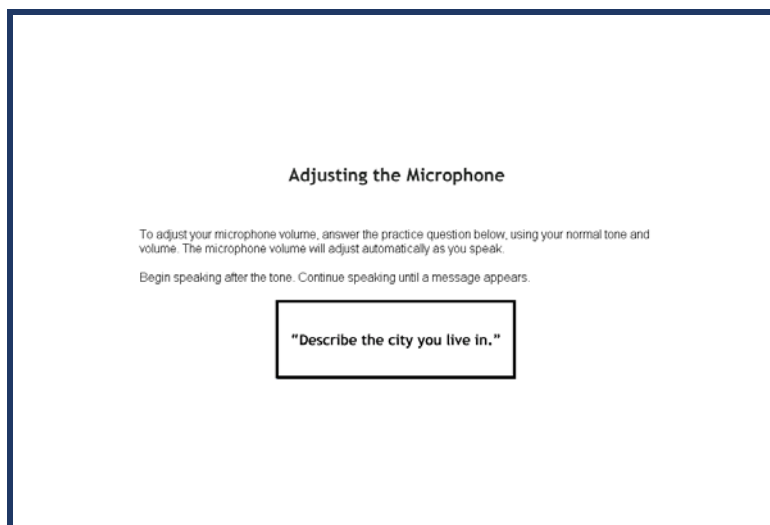 Adjusting the Microphone
To adjust your microphone volume, answer the practice question below, using your normal tone and
volume. The microphone volume will adjust automatically as you speak.
Begin speaking after the tone. Continue speaking until a message appears.
“Describe the city you live in.”